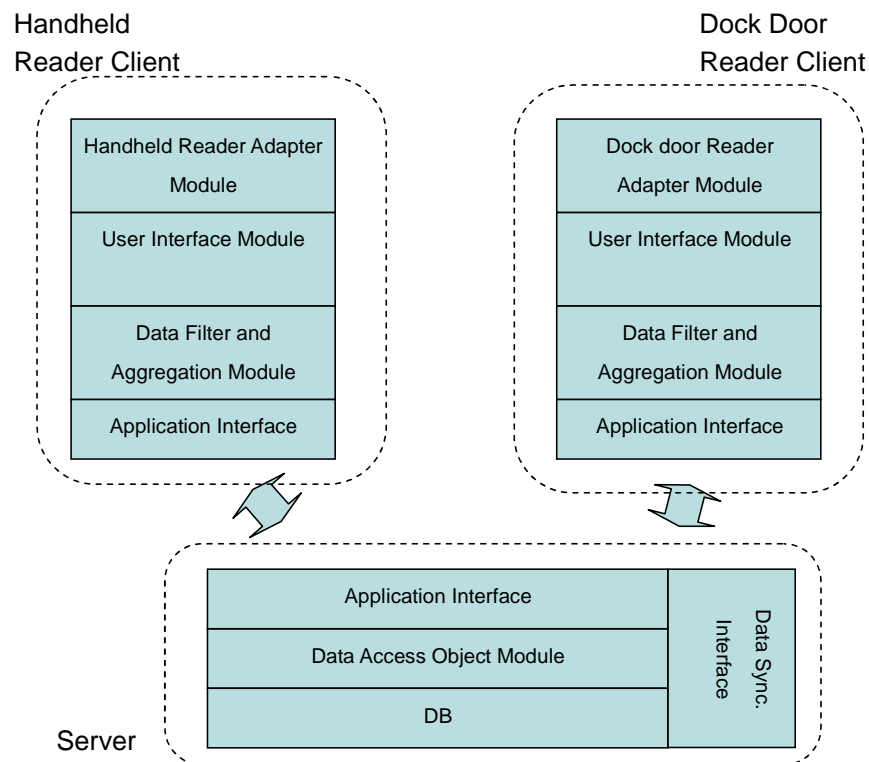 Handheld
Reader Client
Dock Door
Reader Client
Handheld Reader Adapter
Module
User Interface Module
Data Filter and
Aggregation Module
Application Interface
Dock door Reader
Adapter Module
User Interface Module
Data Filter and
Aggregation Module
Application Interface
Application Interface
Data Access Object Module
DB
Data Sync.
Interface
Server